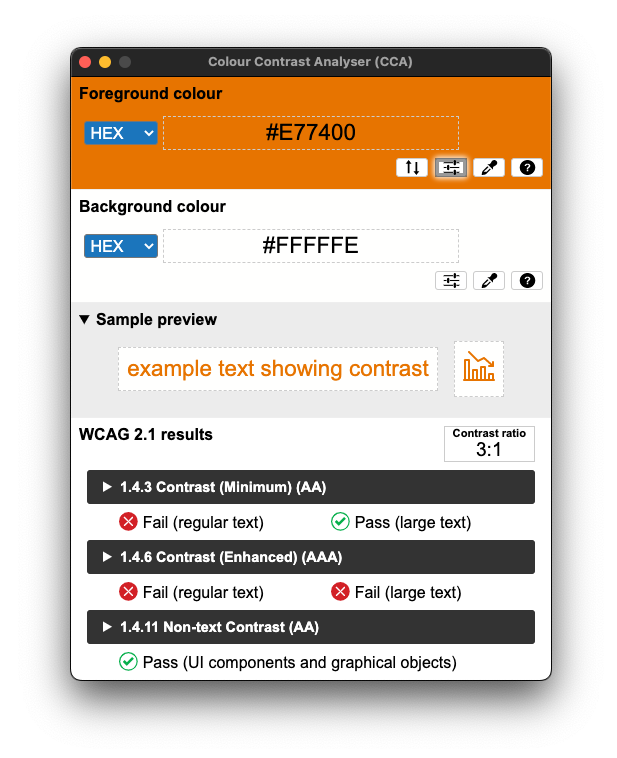 Colour Contrast Analyser (CCA)
Foreground colour
HEX #E77400
Background colour
HEX #FFFFFE
▼ Sample preview
example text showing contrast
WCAG 2.1 results
Contrast ratio
3:1
1.4.3 Contrast (Minimum) (AA)
Fail (regular text) Pass (large text)
1.4.6 Contrast (Enhanced) (AAA)
Fail (regular text) Fail (large text)
1.4.11 Non-text Contrast (AA)
Pass (UI components and graphical objects)